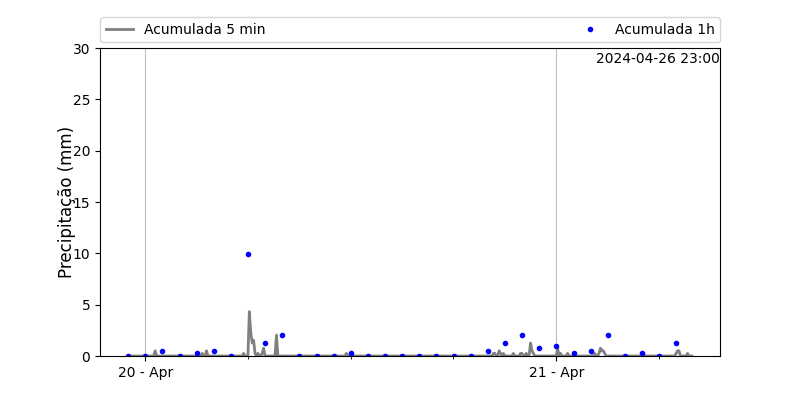 Acumulada 5 min
Acumulada 1h
2024-04-26 23:00
Precipitação (mm)
30
25
20
15
10
5
0
20 - Apr
21 - Apr